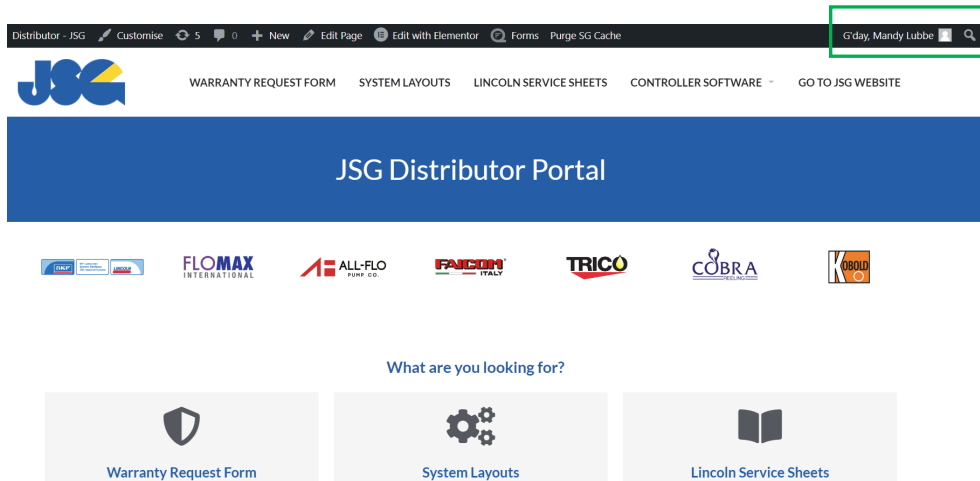 Distributor - JSG Customise 5 0 New Edit Page Edit with Elementor Forms Purge SG Cache G'day, Mandy Lubbe
JSG WARRANTY REQUEST FORM SYSTEM LAYOUTS LINCOLN SERVICE SHEETS CONTROLLER SOFTWARE GO TO JSG WEBSITE
JSG Distributor Portal
SKF LINCOLN FLOMAX INTERNATIONAL ALL-FLO PUMP CO. FAICOM ITALY TRICO COBRA REELING KOBOLD
What are you looking for?
Warranty Request Form System Layouts Lincoln Service Sheets